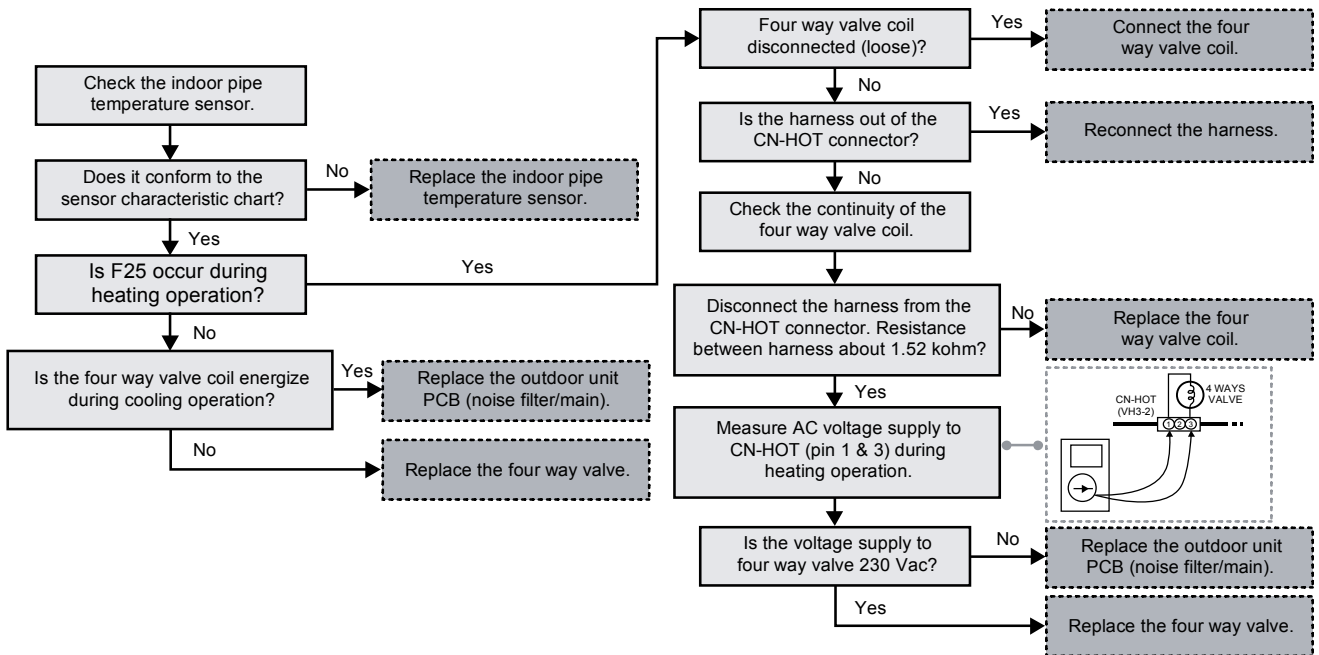 Check the indoor pipe
temperature sensor.
Does it conform to the
sensor characteristic chart?
No
Replace the indoor pipe
temperature sensor.
Yes
Is F25 occur during
heating operation?
Yes
No
Is the four way valve coil energize
during cooling operation?
Yes
Replace the outdoor unit
PCB (noise filter/main).
No
Replace the four way valve.
Four way valve coil
disconnected (loose)?
Yes
Connect the four
way valve coil.
No
Is the harness out of the
CN-HOT connector?
Yes
Reconnect the harness.
No
Check the continuity of the
four way valve coil.
Disconnect the harness from the
CN-HOT connector. Resistance
between harness about 1.52 kohm?
No
Replace the four
way valve coil.
Yes
Measure AC voltage supply to
CN-HOT (pin 1 & 3) during
heating operation.
CN-HOT
(VH3-2)
4 WAYS
VALVE
1 2 3
Is the voltage supply to
four way valve 230 Vac?
No
Replace the outdoor unit
PCB (noise filter/main).
Yes
Replace the four way valve.